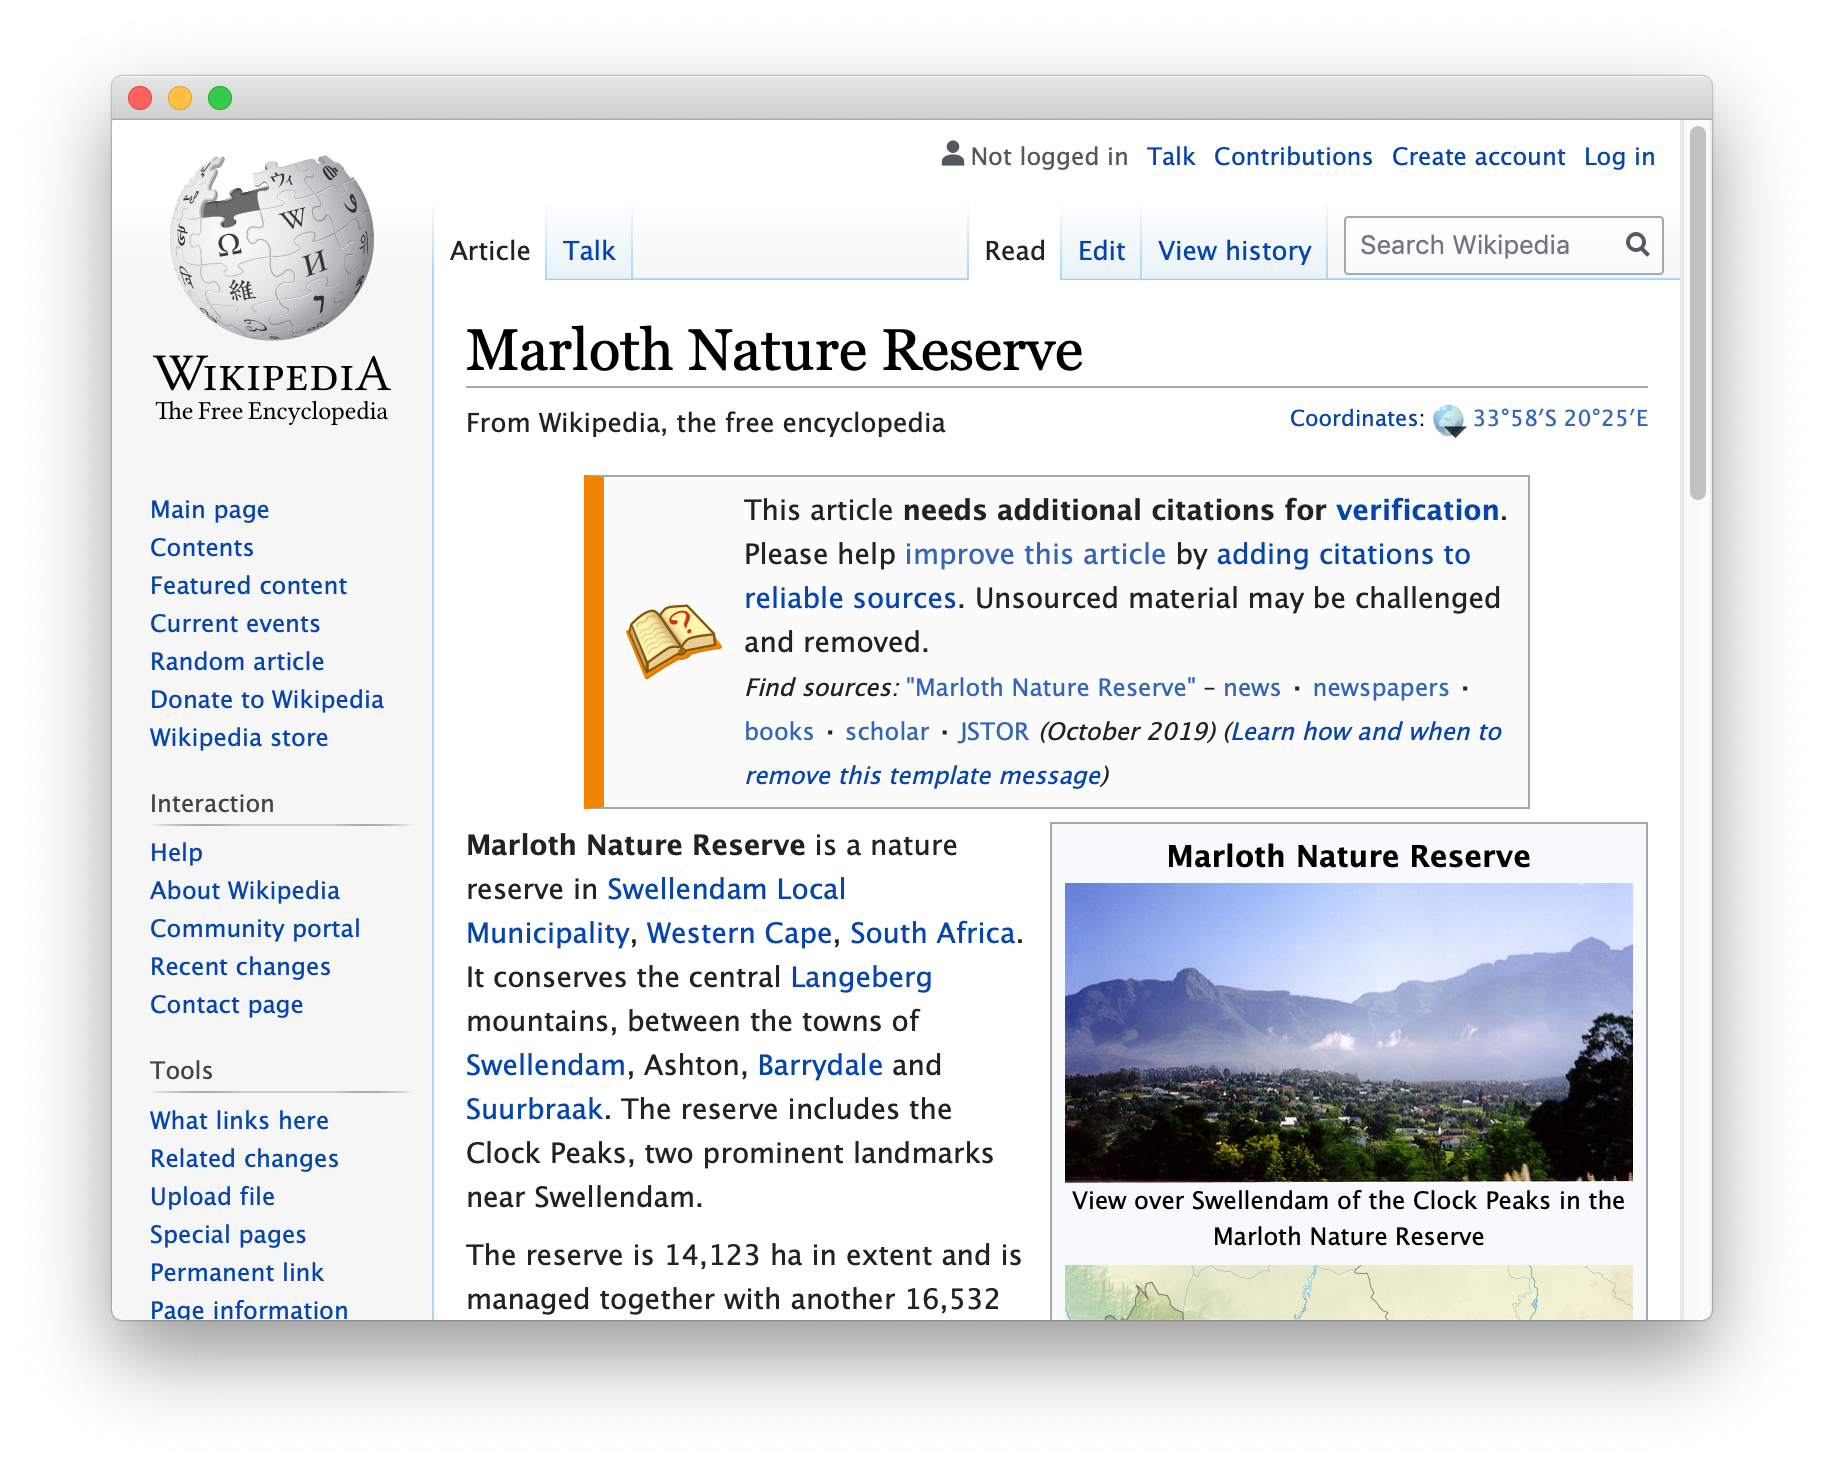 Not logged in Talk Contributions Create account Log in
Article Talk Read Edit View history Search Wikipedia
WIKIPEDIA
The Free Encyclopedia
Main page
Contents
Featured content
Current events
Random article
Donate to Wikipedia
Wikipedia store
Interaction
Help
About Wikipedia
Community portal
Recent changes
Contact page
Tools
What links here
Related changes
Upload file
Special pages
Permanent link
Page information
Marloth Nature Reserve
From Wikipedia, the free encyclopedia
Coordinates: 33°58′S 20°25′E
This article needs additional citations for verification.
Please help improve this article by adding citations to
reliable sources. Unsourced material may be challenged
and removed.
Find sources: "Marloth Nature Reserve" – news · newspapers ·
books · scholar · JSTOR (October 2019) (Learn how and when to
remove this template message)
Marloth Nature Reserve is a nature
reserve in Swellendam Local
Municipality, Western Cape, South Africa.
It conserves the central Langeberg
mountains, between the towns of
Swellendam, Ashton, Barrydale and
Suurbraak. The reserve includes the
Clock Peaks, two prominent landmarks
near Swellendam.
The reserve is 14,123 ha in extent and is
managed together with another 16,532
Marloth Nature Reserve
View over Swellendam of the Clock Peaks in the
Marloth Nature Reserve